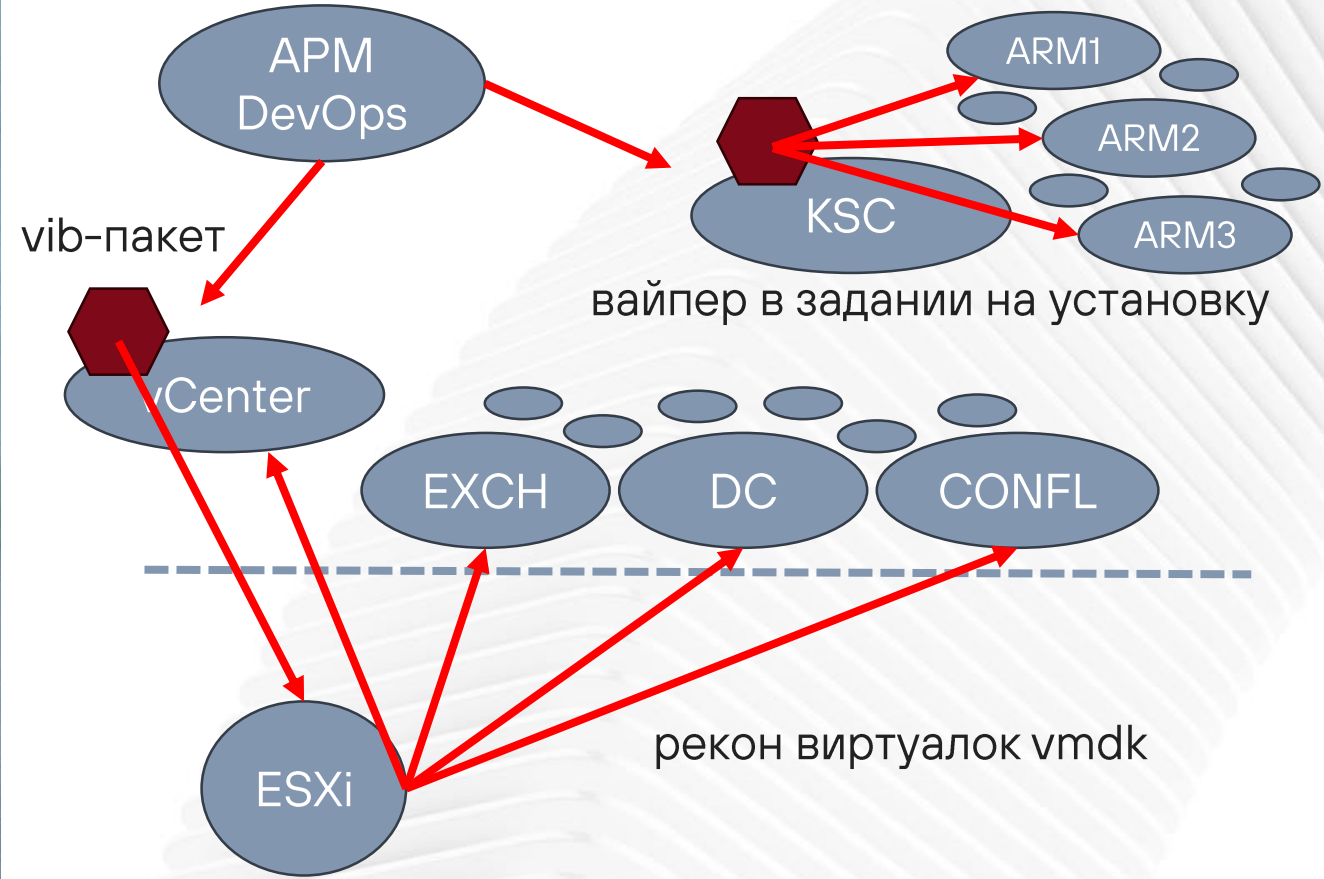 АРМ
DevOps
ARM1
ARM2
KSC
ARM3
vib-пакет
вайпер в задании на установку
vCenter
EXCH
DC
CONFL
рекон виртуалок vmdk
ESXi